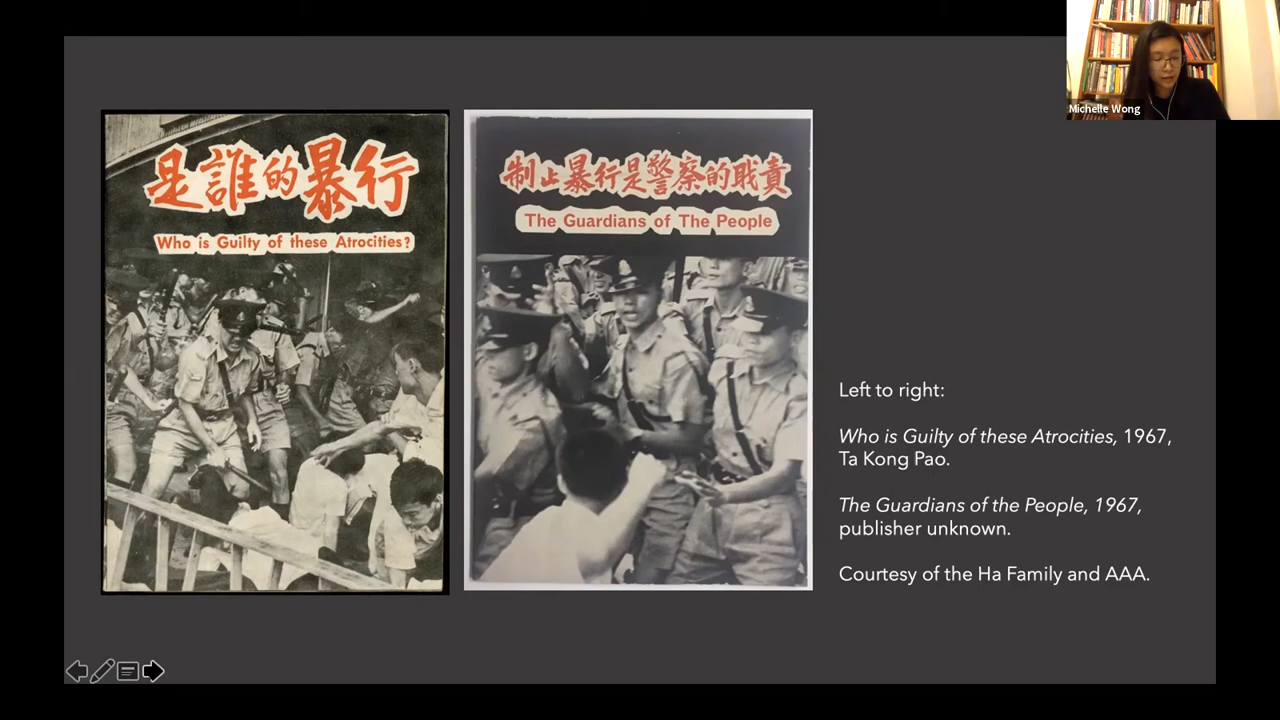 是誰的暴行
Who is Guilty of these Atrocities?
制止暴行是警察的職責
The Guardians of The People
Left to right:
Who is Guilty of these Atrocities, 1967,
Ta Kong Pao.
The Guardians of the People, 1967,
publisher unknown.
Courtesy of the Ha Family and AAA.
Michelle Wong